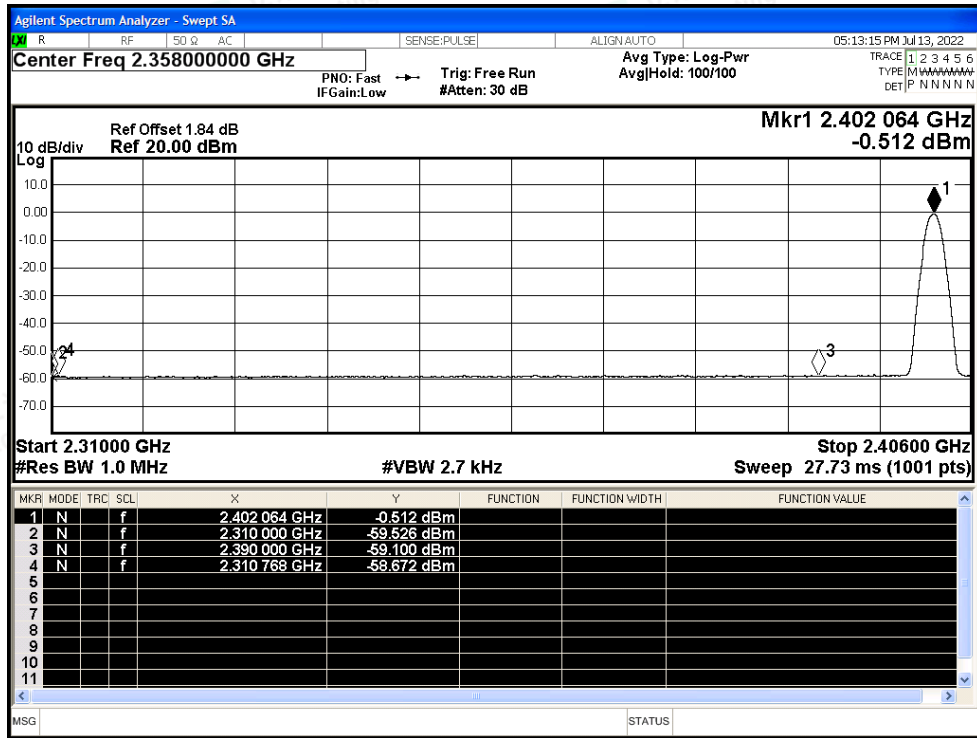 Agilent Spectrum Analyzer - Swept SA
LXI R RF 50 Ω AC SENSE:PULSE ALIGN AUTO 05:13:15 PM Jul 13, 2022
Center Freq 2.358000000 GHz
PNO: Fast Trig: Free Run Avg Type: Log-Pwr TRACE 1 2 3 4 5 6
IFGain:Low #Atten: 30 dB Avg|Hold: 100/100 TYPE M
DET P N N N N N
Mkr1 2.402 064 GHz
-0.512 dBm
Ref Offset 1.84 dB
10 dB/div Ref 20.00 dBm
Log
10.0
0.00
-10.0
-20.0
-30.0
-40.0
-50.0
-60.0
-70.0
1
2 4
3
Start 2.31000 GHz Stop 2.40600 GHz
#Res BW 1.0 MHz #VBW 2.7 kHz Sweep 27.73 ms (1001 pts)
MKR MODE TRC SCL X Y FUNCTION FUNCTION WIDTH FUNCTION VALUE
1 N f 2.402 064 GHz -0.512 dBm
2 N f 2.310 000 GHz -59.526 dBm
3 N f 2.390 000 GHz -59.100 dBm
4 N f 2.310 768 GHz -58.672 dBm
5
6
7
8
9
10
11
MSG STATUS